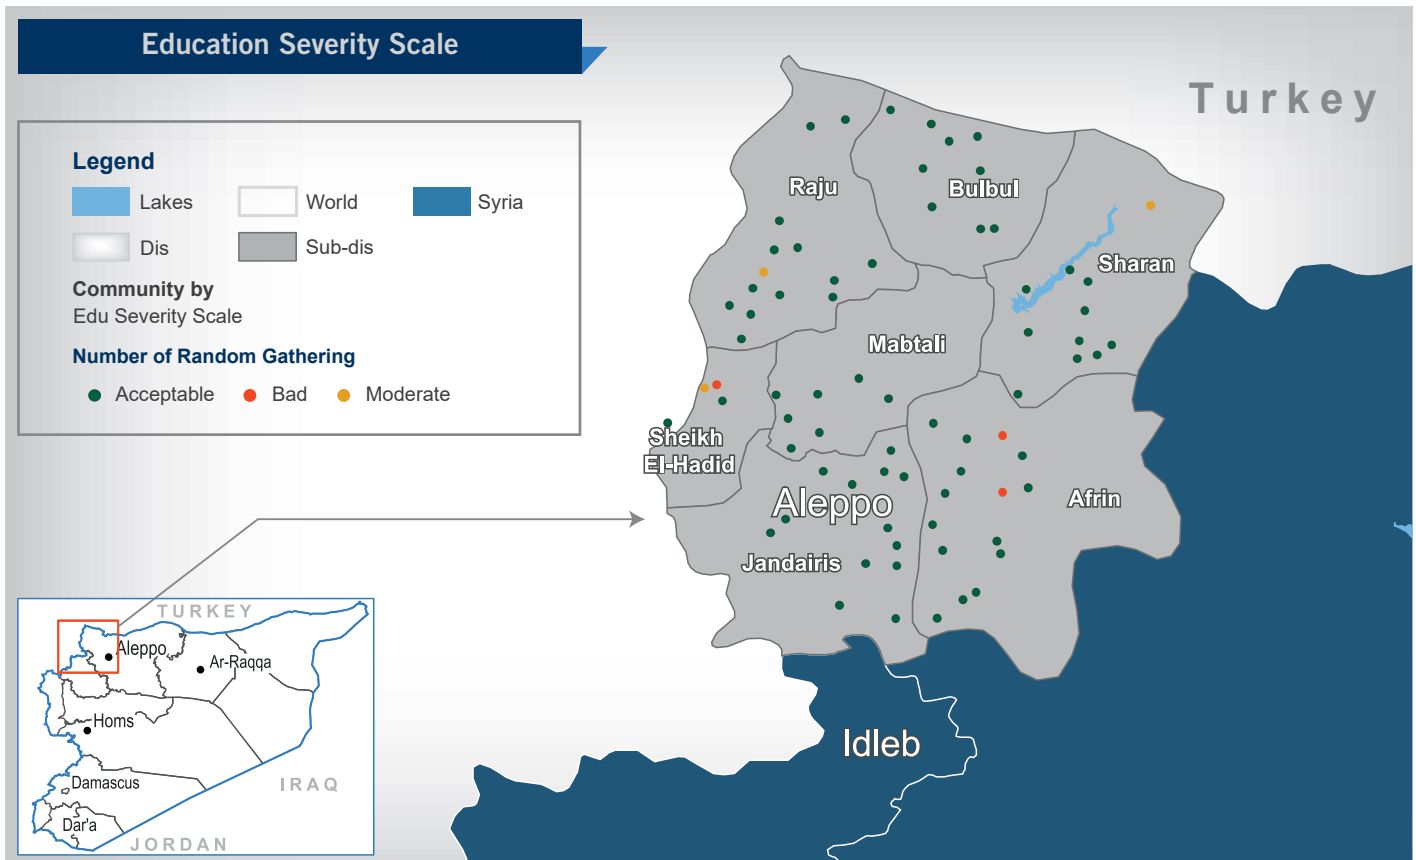 Education Severity Scale
Turkey
Legend
Lakes
World
Syria
Dis
Sub-dis
Community by
Edu Severity Scale
Number of Random Gathering
Acceptable
Bad
Moderate
Raju
Bulbul
Sharan
Mabtali
Sheikh
El-Hadid
Aleppo
Afrin
Jandairis
Idleb
TURKEY
Aleppo
Ar-Raqqa
Homs
Damascus
IRAQ
Dar'a
JORDAN